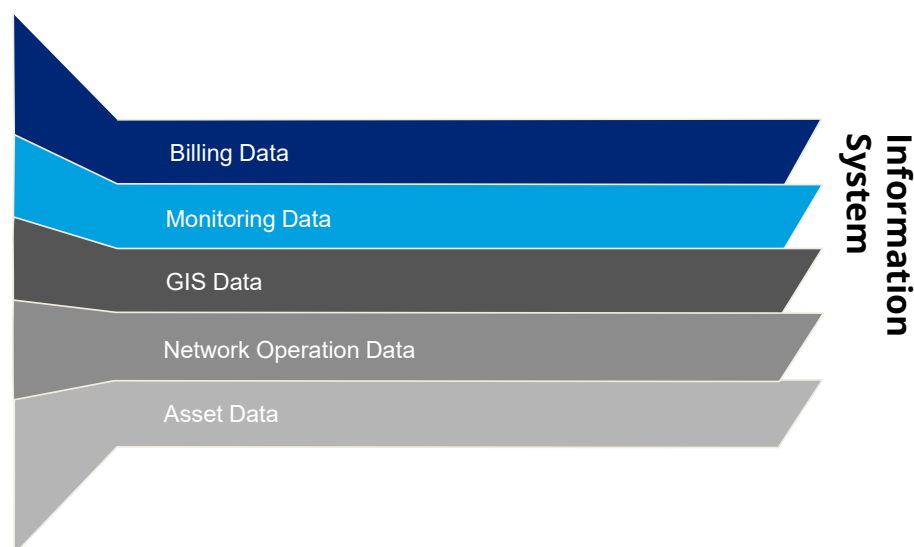 Billing Data
Monitoring Data
GIS Data
Network Operation Data
Asset Data
Information
System